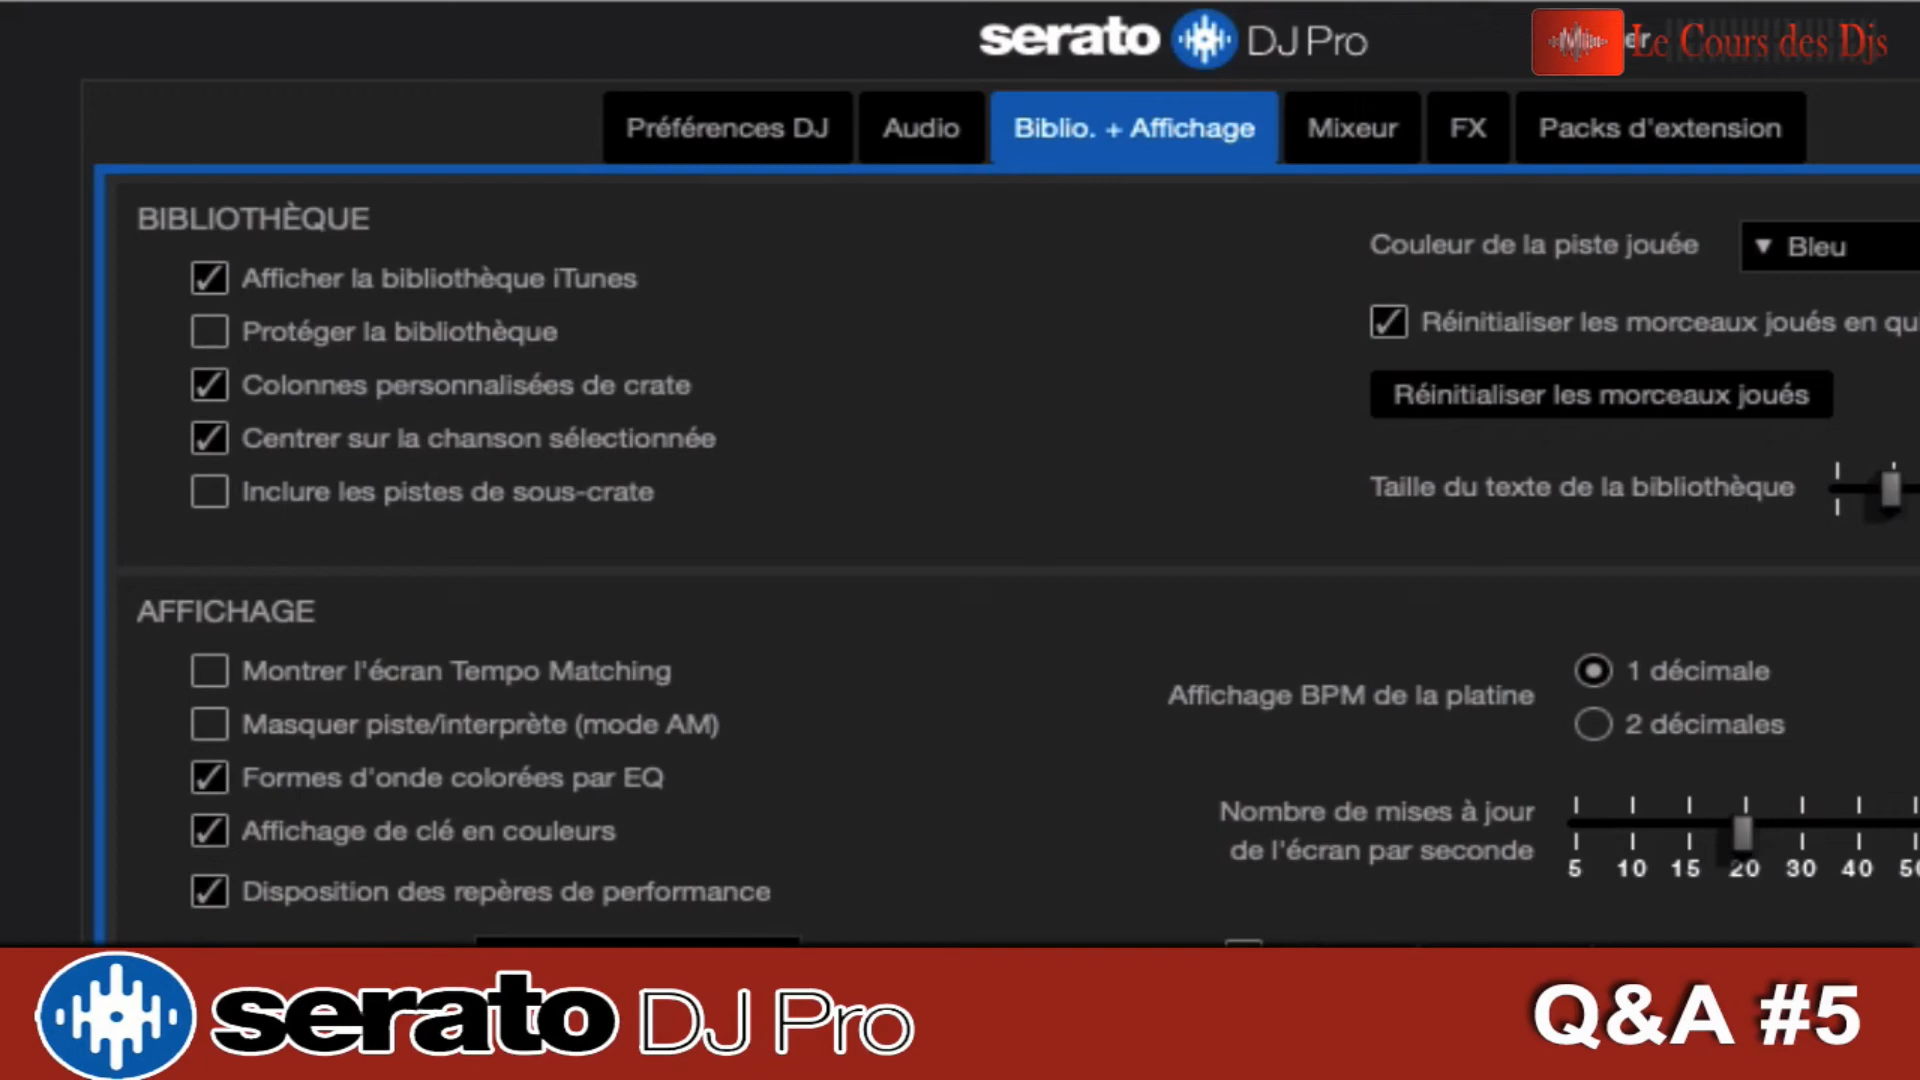 serato DJ Pro
Le Cours des Djs
Préférences DJ
Audio
Biblio. + Affichage
Mixeur
FX
Packs d'extension
BIBLIOTHÈQUE
Afficher la bibliothèque iTunes
Protéger la bibliothèque
Colonnes personnalisées de crate
Centrer sur la chanson sélectionnée
Inclure les pistes de sous-crate
Couleur de la piste jouée
Bleu
Réinitialiser les morceaux joués en qu
Réinitialiser les morceaux joués
Taille du texte de la bibliothèque
AFFICHAGE
Montrer l'écran Tempo Matching
Masquer piste/interprète (mode AM)
Formes d'onde colorées par EQ
Affichage de clé en couleurs
Disposition des repères de performance
Affichage BPM de la platine
1 décimale
2 décimales
Nombre de mises à jour
de l'écran par seconde
5 10 15 20 30 40
serato DJ Pro
Q&A #5